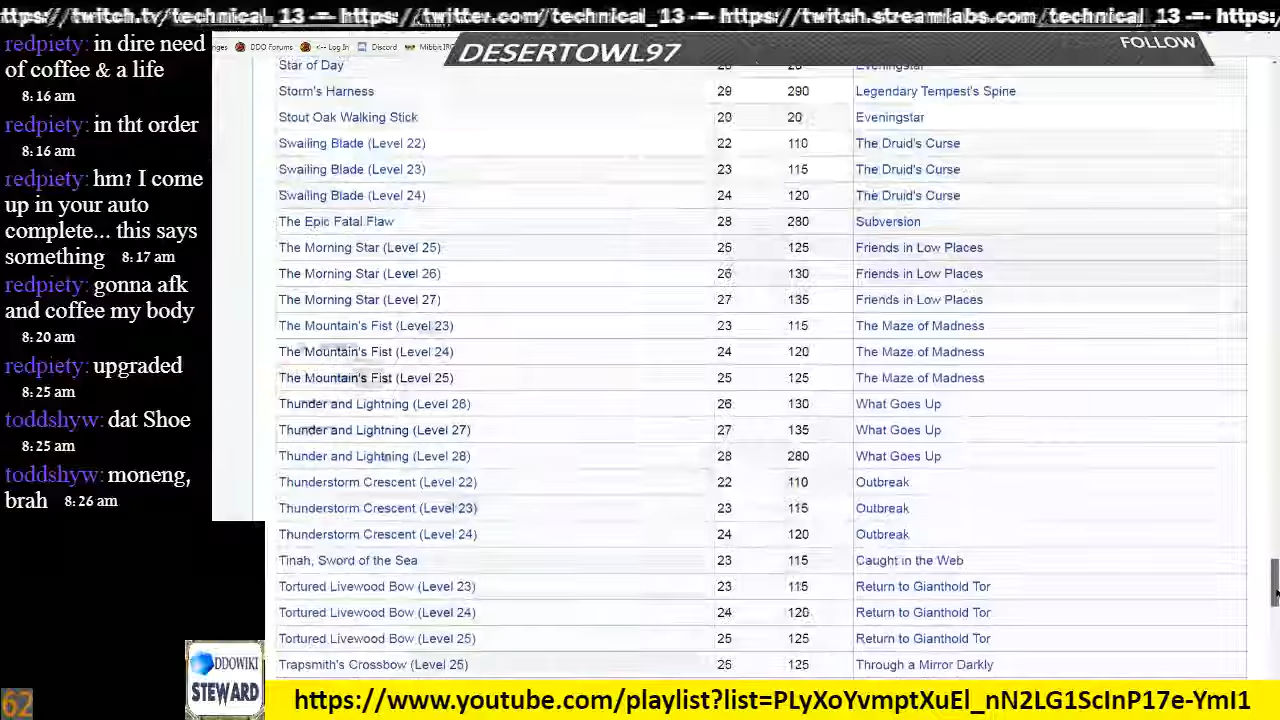 https://twitch.tv/technical_13 -=- https://twitter.com/technical_13 -=- https://twitch.streamlabs.com/technical_13 -=- https:/
DESERTOWL97
FOLLOW
DDO Forums <-- Log In Discord Mibbit IRC
redpiety: in dire need
of coffee & a life
8:16 am
redpiety: in tht order
8:16 am
redpiety: hm? I come
up in your auto
complete... this says
something 8:17 am
redpiety: gonna afk
and coffee my body
8:20 am
redpiety: upgraded
8:25 am
toddshyw: dat Shoe
8:25 am
toddshyw: moneng,
brah 8:26 am
Star of Day Eveningstar
Storm's Harness 29 290 Legendary Tempest's Spine
Stout Oak Walking Stick 20 20 Eveningstar
Swailing Blade (Level 22) 22 110 The Druid's Curse
Swailing Blade (Level 23) 23 115 The Druid's Curse
Swailing Blade (Level 24) 24 120 The Druid's Curse
The Epic Fatal Flaw 28 280 Subversion
The Morning Star (Level 25) 25 125 Friends in Low Places
The Morning Star (Level 26) 26 130 Friends in Low Places
The Morning Star (Level 27) 27 135 Friends in Low Places
The Mountain's Fist (Level 23) 23 115 The Maze of Madness
The Mountain's Fist (Level 24) 24 120 The Maze of Madness
The Mountain's Fist (Level 25) 25 125 The Maze of Madness
Thunder and Lightning (Level 26) 26 130 What Goes Up
Thunder and Lightning (Level 27) 27 135 What Goes Up
Thunder and Lightning (Level 28) 28 280 What Goes Up
Thunderstorm Crescent (Level 22) 22 110 Outbreak
Thunderstorm Crescent (Level 23) 23 115 Outbreak
Thunderstorm Crescent (Level 24) 24 120 Outbreak
Tinah, Sword of the Sea 23 115 Caught in the Web
Tortured Livewood Bow (Level 23) 23 115 Return to Gianthold Tor
Tortured Livewood Bow (Level 24) 24 120 Return to Gianthold Tor
Tortured Livewood Bow (Level 25) 25 125 Return to Gianthold Tor
Trapsmith's Crossbow (Level 25) 125 Through a Mirror Darkly
DDOWIKI
STEWARD
62
https://www.youtube.com/playlist?list=PLyXoYvmptXuEl_nN2LG1ScInP17e-YmI1